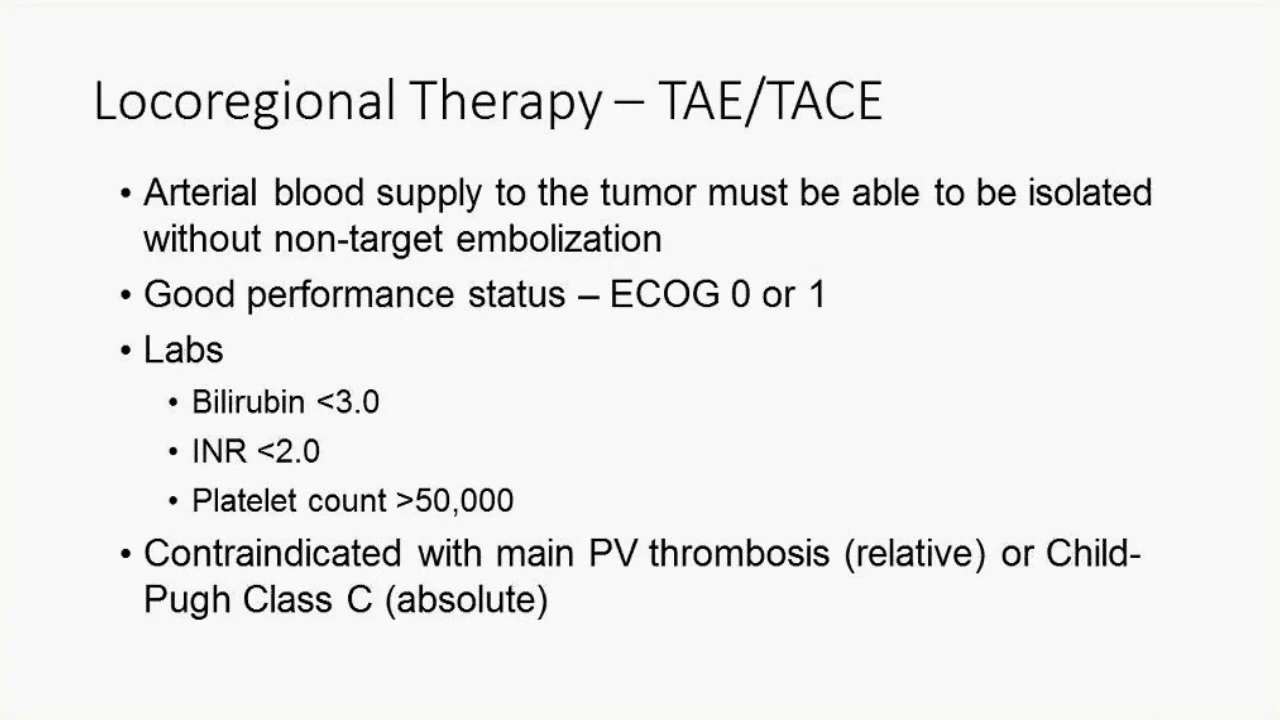 Locoregional Therapy – TAE/TACE
• Arterial blood supply to the tumor must be able to be isolated
without non-target embolization
• Good performance status – ECOG 0 or 1
• Labs
• Bilirubin <3.0
• INR <2.0
• Platelet count >50,000
• Contraindicated with main PV thrombosis (relative) or Child-
Pugh Class C (absolute)